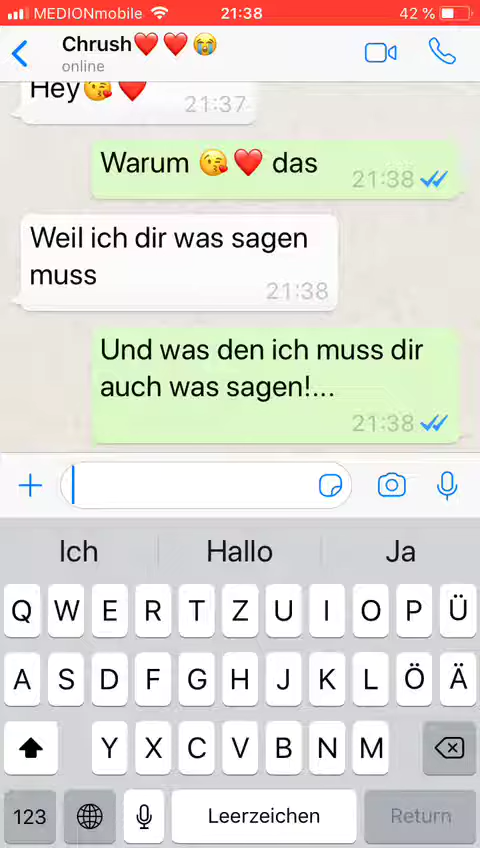 MEDIONmobile 21:38 42 %
Chrush❤️❤️😭
online
Hey😘❤️
21:37
Warum 😘❤️ das
21:38
Weil ich dir was sagen
muss
21:38
Und was den ich muss dir
auch was sagen!...
21:38
Ich Hallo Ja
Q W E R T Z U I O P Ü
A S D F G H J K L Ö Ä
Y X C V B N M
123 Leerzeichen Return